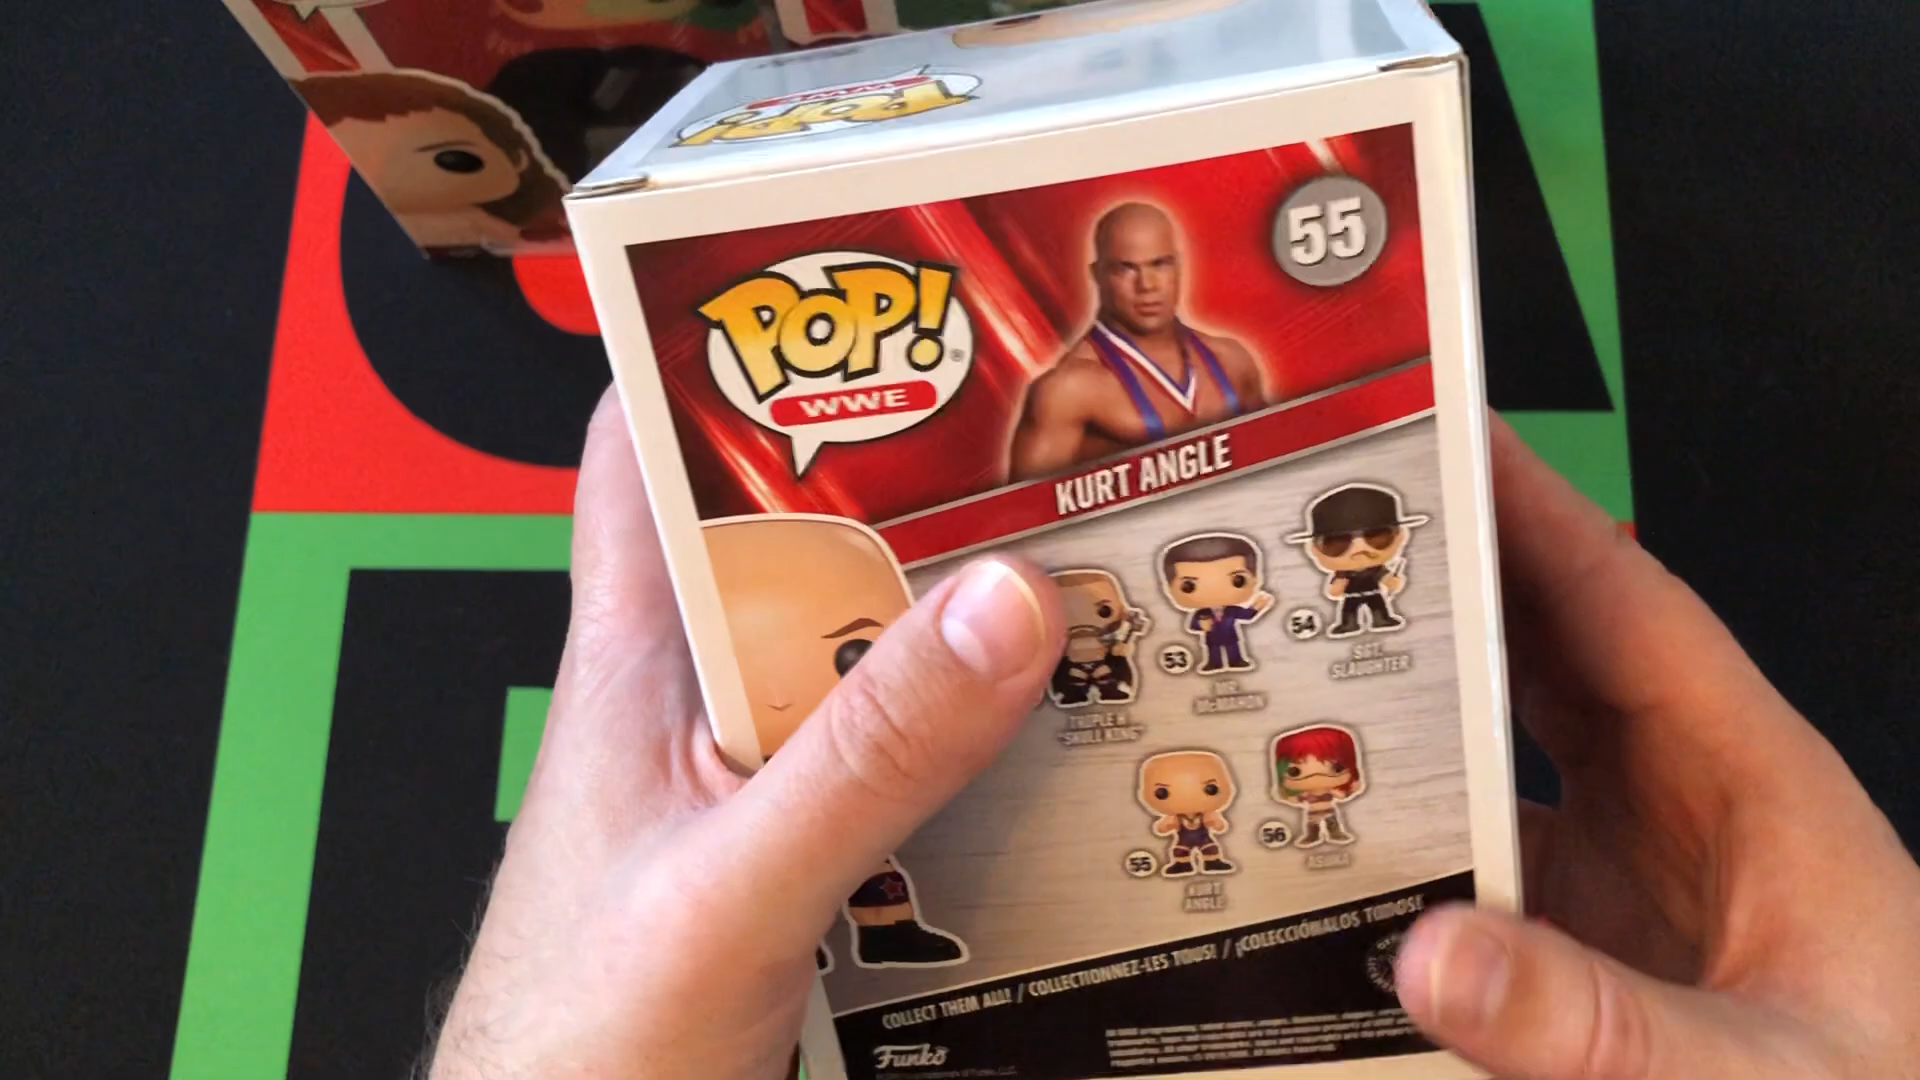 POP!
WWE
55
POP!
®
WWE
KURT ANGLE
TRIPLE H
"SKULL KING"
53
MR.
McMAHON
54
SGT.
SLAUGHTER
55
KURT
ANGLE
56
ASUKA
COLLECT THEM ALL! / COLLECTIONNEZ-LES TOUS! / ¡COLECCIÓNALOS TODOS!
Funko